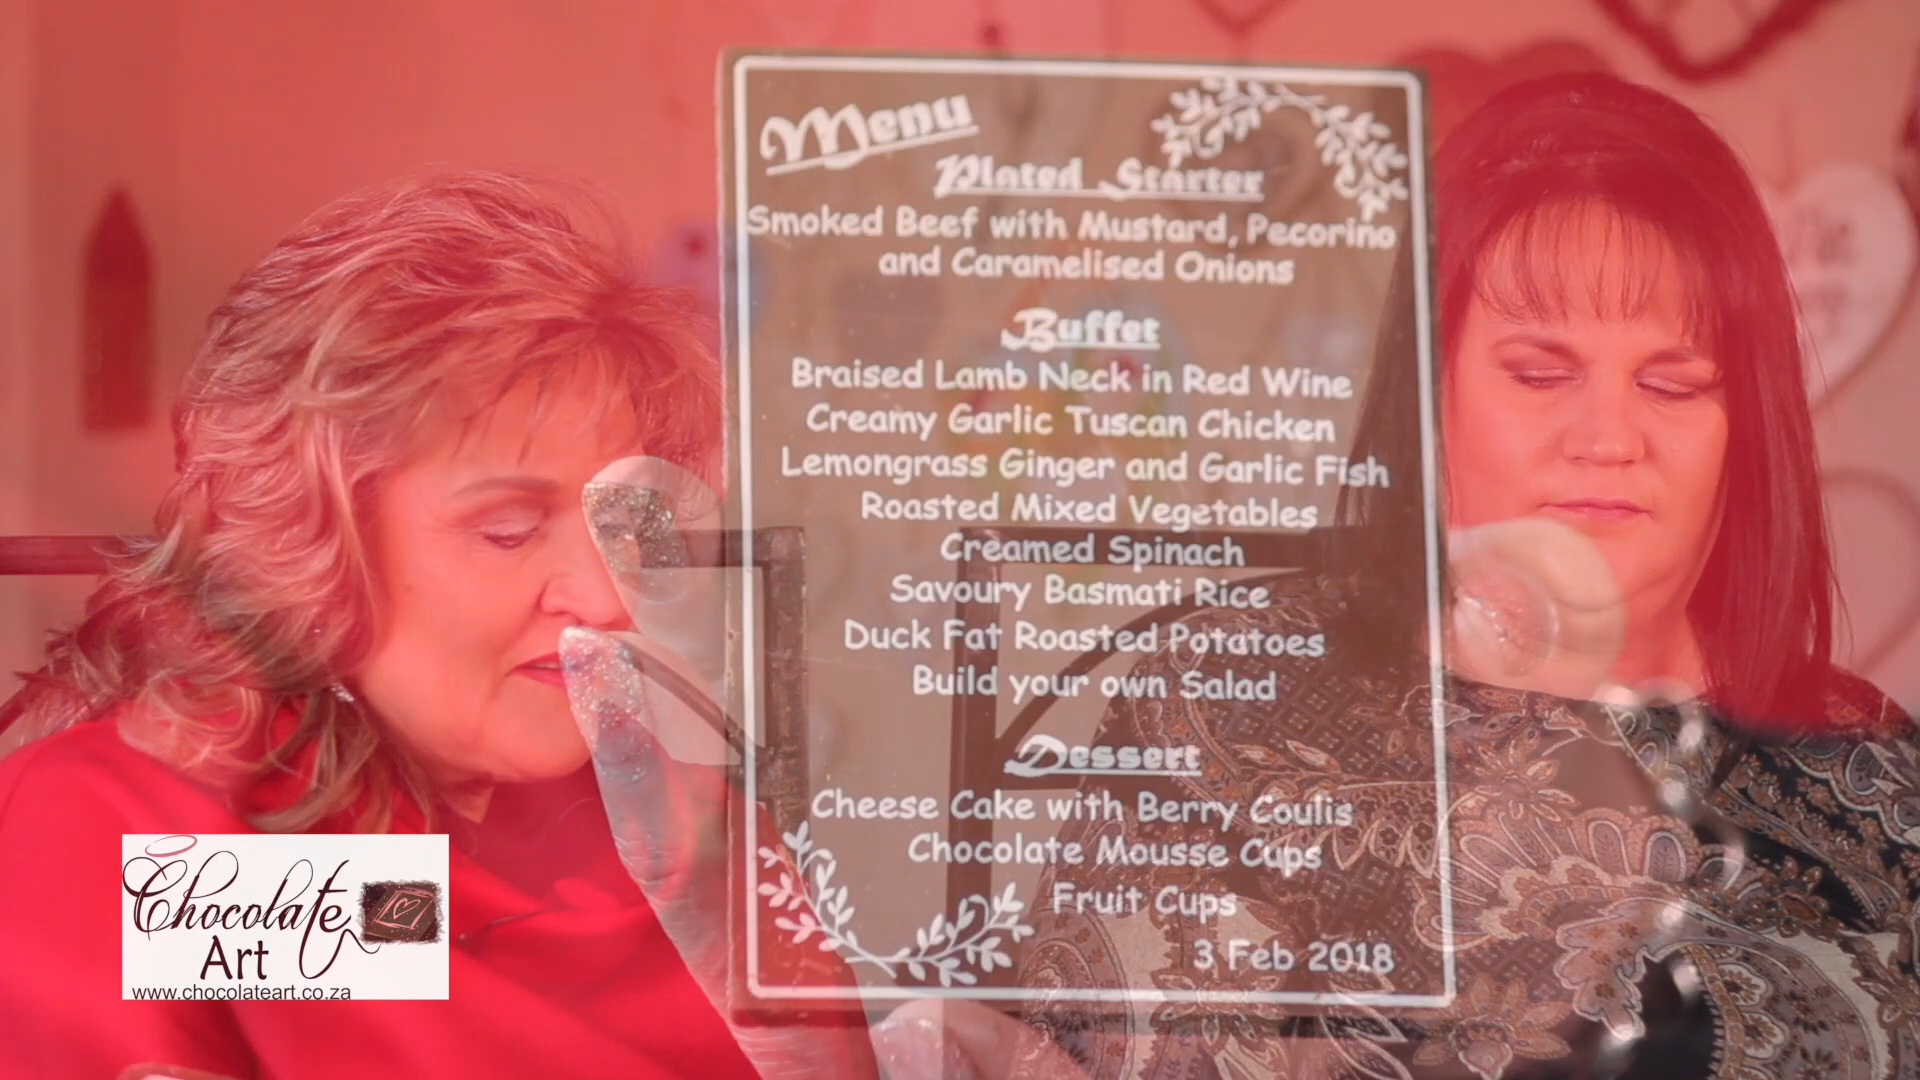 Menu
Plated Starter
Smoked Beef with Mustard, Pecorino
and Caramelised Onions
Buffet
Braised Lamb Neck in Red Wine
Creamy Garlic Tuscan Chicken
Lemongrass Ginger and Garlic Fish
Roasted Mixed Vegetables
Creamed Spinach
Savoury Basmati Rice
Duck Fat Roasted Potatoes
Build your own Salad
Dessert
Cheese Cake with Berry Coulis
Chocolate Mousse Cups
Fruit Cups
3 Feb 2018
Chocolate
Art
www.chocolateart.co.za